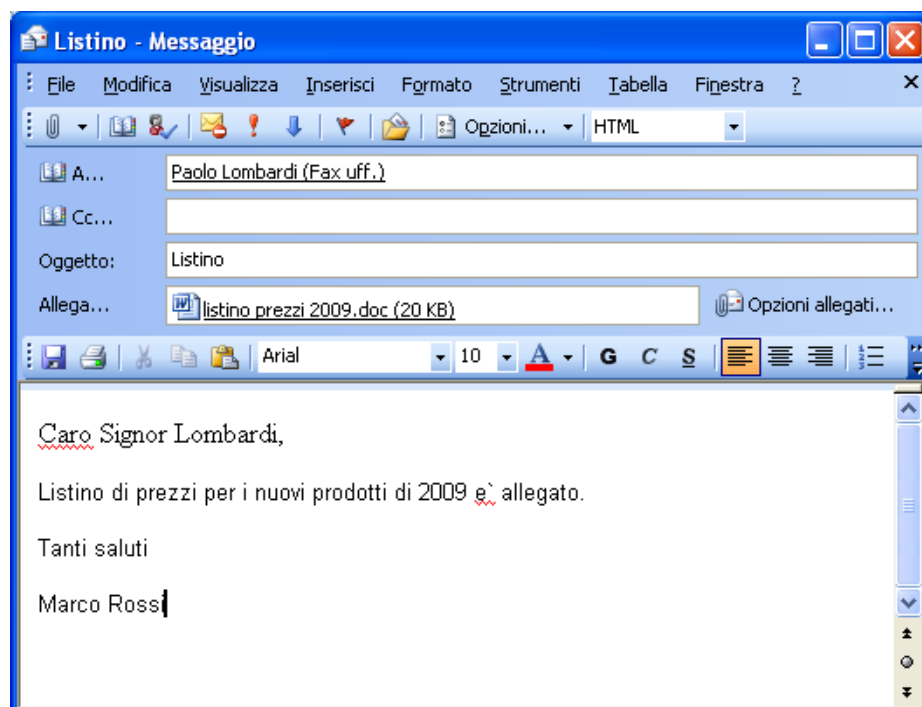 Listino - Messaggio
File Modifica Visualizza Inserisci Formato Strumenti Tabella Finestra ?
Opzioni... HTML
A... Paolo Lombardi (Fax uff.)
Cc...
Oggetto: Listino
Allega... listino prezzi 2009.doc (20 KB) Opzioni allegati...
Arial 10 A G C S
Caro Signor Lombardi,
Listino di prezzi per i nuovi prodotti di 2009 e` allegato.
Tanti saluti
Marco Rossi